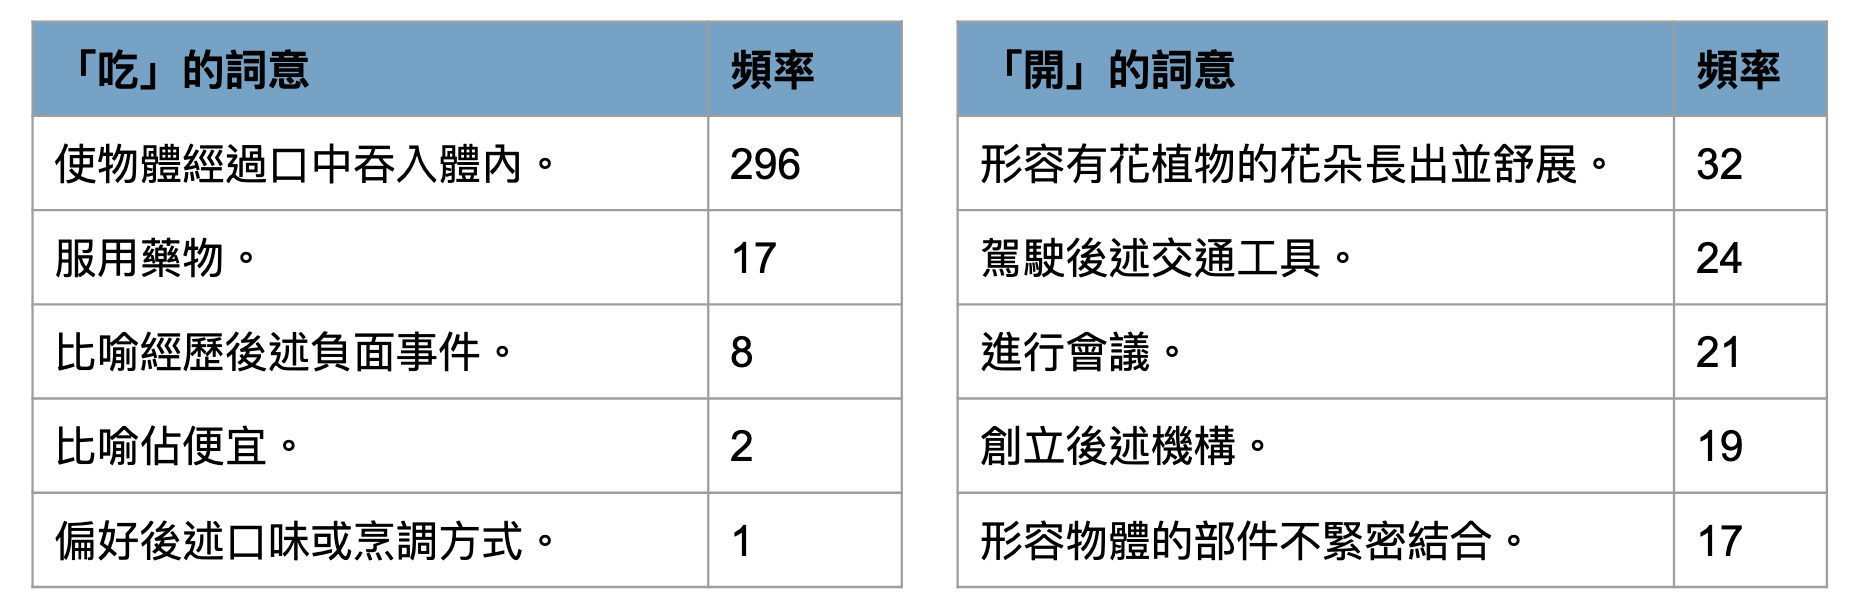 「吃」的詞意 頻率
使物體經過口中吞入體內。 296
服用藥物。 17
比喻經歷後述負面事件。 8
比喻佔便宜。 2
偏好後述口味或烹調方式。 1
「開」的詞意 頻率
形容有花植物的花朵長出並舒展。 32
駕駛後述交通工具。 24
進行會議。 21
創立後述機構。 19
形容物體的部件不緊密結合。 17